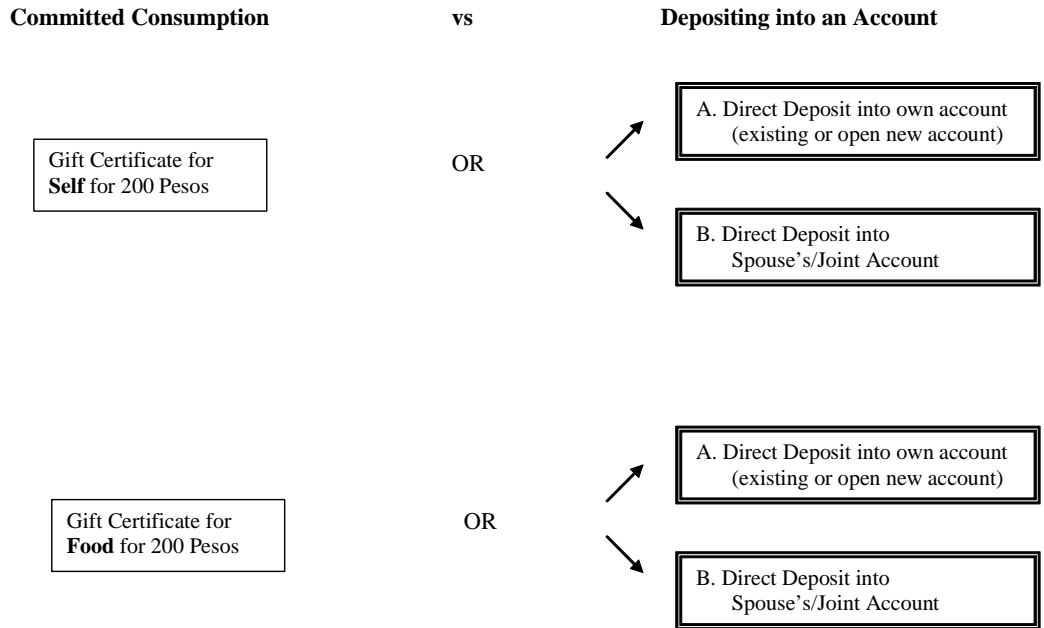 Committed Consumption vs Depositing into an Account
A. Direct Deposit into own account
(existing or open new account)
Gift Certificate for
Self for 200 Pesos
OR
B. Direct Deposit into
Spouse's/Joint Account
A. Direct Deposit into own account
(existing or open new account)
Gift Certificate for
Food for 200 Pesos
OR
B. Direct Deposit into
Spouse's/Joint Account